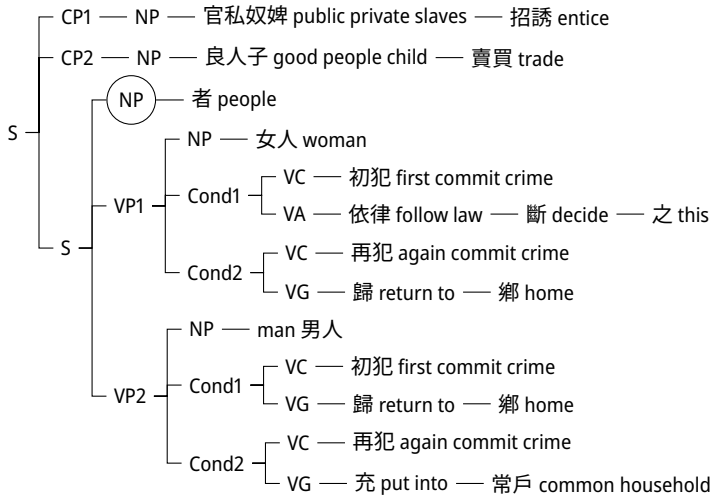 CP1 NP 官私奴婢 public private slaves 招誘 entice
CP2 NP 良人子 good people child 賣買 trade
NP 者 people
S
NP 女人 woman
VC 初犯 first commit crime
Cond1
VP1
VA 依律 follow law 斷 decide 之 this
S
VC 再犯 again commit crime
Cond2
VG 歸 return to 鄉 home
NP man 男人
VC 初犯 first commit crime
Cond1
VP2
VG 歸 return to 鄉 home
VC 再犯 again commit crime
Cond2
VG 充 put into 常戶 common household